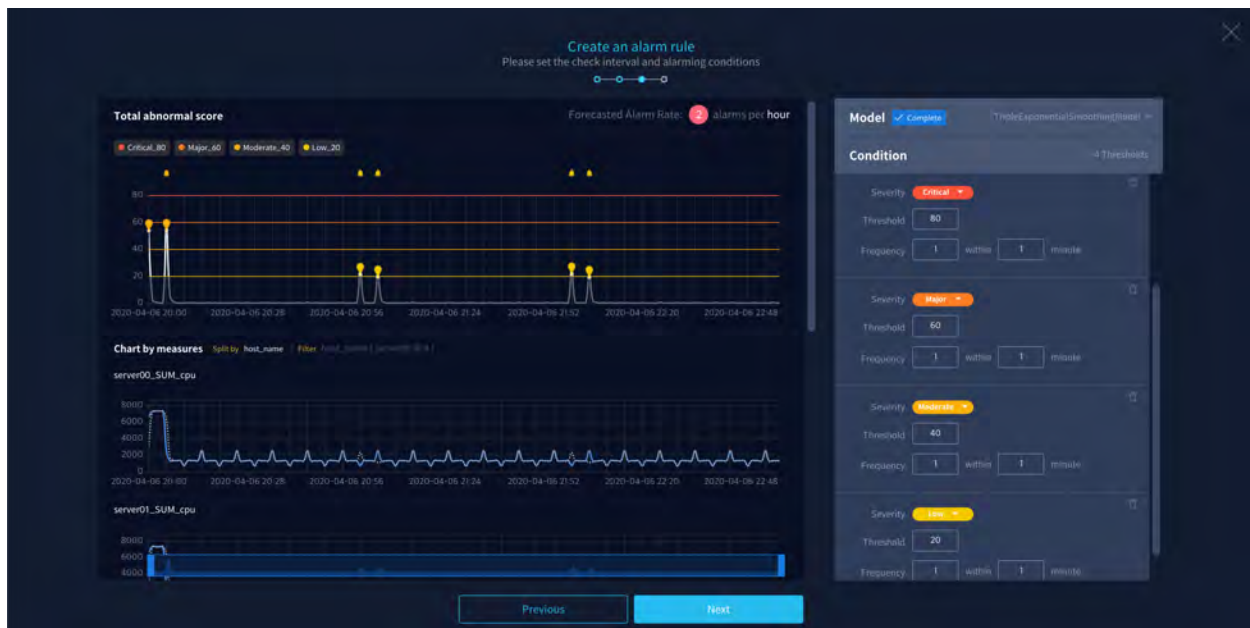 Create an alarm rule
Please set the check interval and alarming conditions
Total abnormal score
Forecasted Alarm Rate: 2 alarms per hour
Critical_80 Major_60 Moderate_40 Low_20
80
60
40
20
0
2020-04-06 20:00 2020-04-06 20:28 2020-04-06 20:56 2020-04-06 21:24 2020-04-06 21:52 2020-04-06 22:20 2020-04-06 22:48
Chart by measures Split by host_name Filter
server00_SUM_cpu
8000
6000
4000
2000
0
2020-04-06 20:00 2020-04-06 20:28 2020-04-06 20:56 2020-04-06 21:24 2020-04-06 21:52 2020-04-06 22:20 2020-04-06 22:48
server01_SUM_cpu
8000
6000
4000
Model Complete TripleExponentialSmoothingModel
Condition 4 Thresholds
Severity Critical
Threshold 80
Frequency 1 within 1 minute
Severity Major
Threshold 60
Frequency 1 within 1 minute
Severity Moderate
Threshold 40
Frequency 1 within 1 minute
Severity Low
Threshold 20
Frequency 1 within 1 minute
Previous Next